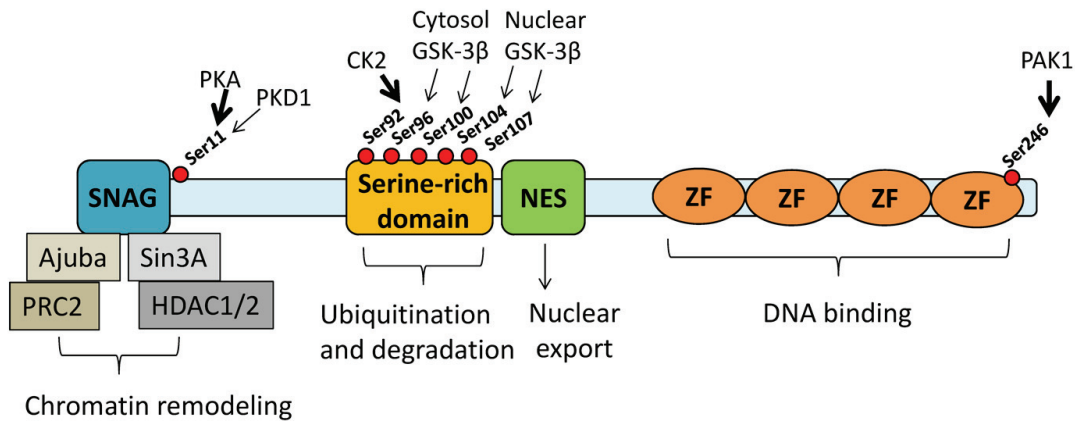 Cytosol
GSK-3β
Nuclear
GSK-3β
CK2
PAK1
PKA
PKD1
Ser11
Ser92
Ser96
Ser100
Ser104
Ser107
Ser246
SNAG
Serine-rich
domain
NES
ZF
ZF
ZF
ZF
Ajuba
Sin3A
PRC2
HDAC1/2
Ubiquitination
and degradation
Nuclear
export
DNA binding
Chromatin remodeling